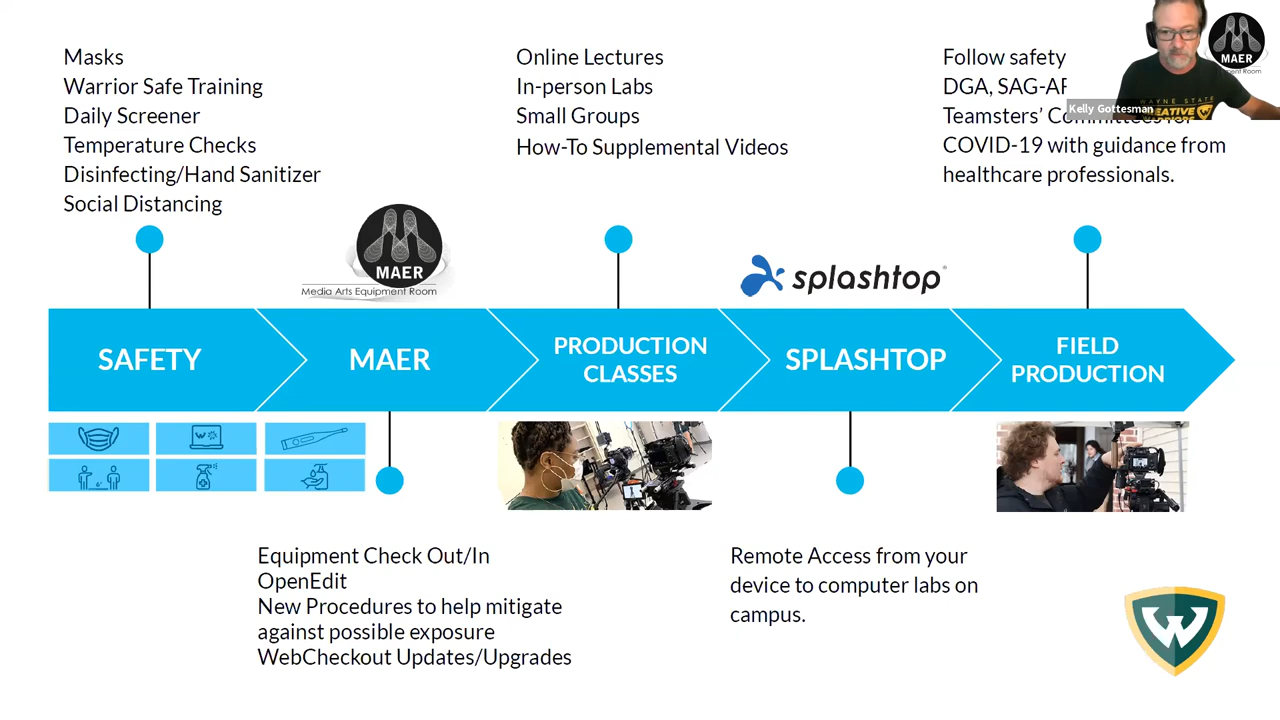 Masks
Warrior Safe Training
Daily Screener
Temperature Checks
Disinfecting/Hand Sanitizer
Social Distancing
Online Lectures
In-person Labs
Small Groups
How-To Supplemental Videos
Follow safety
DGA, SAG-AF
Teamsters’ Committees for
COVID-19 with guidance from
healthcare professionals.
MAER
Kelly Gottesman
WAYNE STATE
MAER
Media Arts Equipment Room
splashtop
SAFETY
MAER
PRODUCTION
CLASSES
SPLASHTOP
FIELD
PRODUCTION
Equipment Check Out/In
OpenEdit
New Procedures to help mitigate
against possible exposure
WebCheckout Updates/Upgrades
Remote Access from your
device to computer labs on
campus.
W